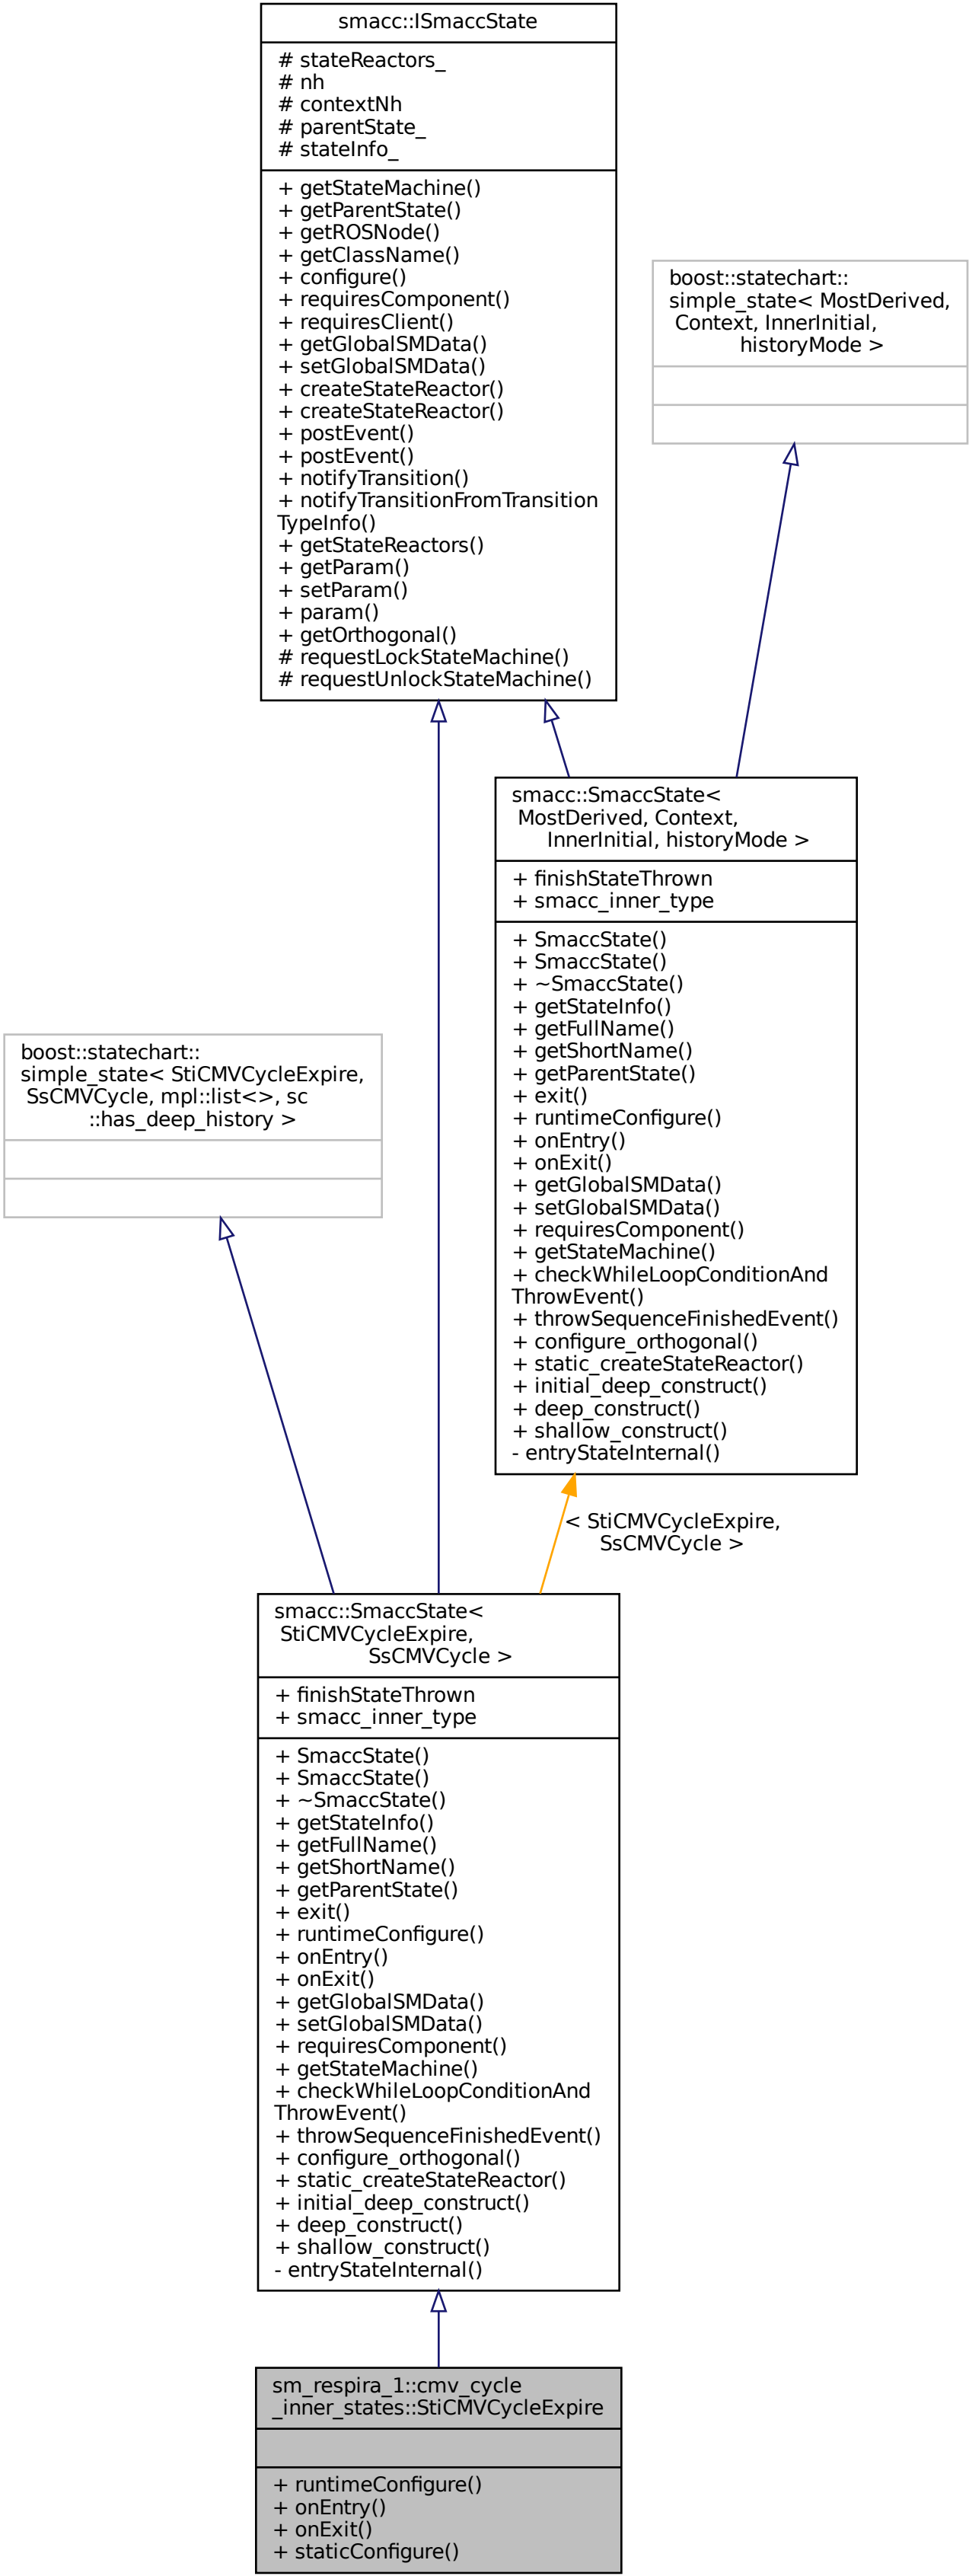 smacc::ISmaccState
# stateReactors_
# nh
# contextNh
# parentState_
# stateInfo_
+ getStateMachine()
+ getParentState()
+ getROSNode()
+ getClassName()
+ configure()
+ requiresComponent()
+ requiresClient()
+ getGlobalSMData()
+ setGlobalSMData()
+ createStateReactor()
+ createStateReactor()
+ postEvent()
+ postEvent()
+ notifyTransition()
+ notifyTransitionFromTransition
TypeInfo()
+ getStateReactors()
+ getParam()
+ setParam()
+ param()
+ getOrthogonal()
# requestLockStateMachine()
# requestUnlockStateMachine()
boost::statechart::
simple_state< MostDerived,
Context, InnerInitial,
historyMode >
smacc::SmaccState<
MostDerived, Context,
InnerInitial, historyMode >
+ finishStateThrown
+ smacc_inner_type
+ SmaccState()
+ SmaccState()
+ ~SmaccState()
+ getStateInfo()
+ getFullName()
+ getShortName()
+ getParentState()
+ exit()
+ runtimeConfigure()
+ onEntry()
+ onExit()
+ getGlobalSMData()
+ setGlobalSMData()
+ requiresComponent()
+ getStateMachine()
+ checkWhileLoopConditionAnd
ThrowEvent()
+ throwSequenceFinishedEvent()
+ configure_orthogonal()
+ static_createStateReactor()
+ initial_deep_construct()
+ deep_construct()
+ shallow_construct()
- entryStateInternal()
boost::statechart::
simple_state< StiCMVCycleExpire,
SsCMVCycle, mpl::list<>, sc
::has_deep_history >
< StiCMVCycleExpire,
SsCMVCycle >
smacc::SmaccState<
StiCMVCycleExpire,
SsCMVCycle >
+ finishStateThrown
+ smacc_inner_type
+ SmaccState()
+ SmaccState()
+ ~SmaccState()
+ getStateInfo()
+ getFullName()
+ getShortName()
+ getParentState()
+ exit()
+ runtimeConfigure()
+ onEntry()
+ onExit()
+ getGlobalSMData()
+ setGlobalSMData()
+ requiresComponent()
+ getStateMachine()
+ checkWhileLoopConditionAnd
ThrowEvent()
+ throwSequenceFinishedEvent()
+ configure_orthogonal()
+ static_createStateReactor()
+ initial_deep_construct()
+ deep_construct()
+ shallow_construct()
- entryStateInternal()
sm_respira_1::cmv_cycle
_inner_states::StiCMVCycleExpire
+ runtimeConfigure()
+ onEntry()
+ onExit()
+ staticConfigure()